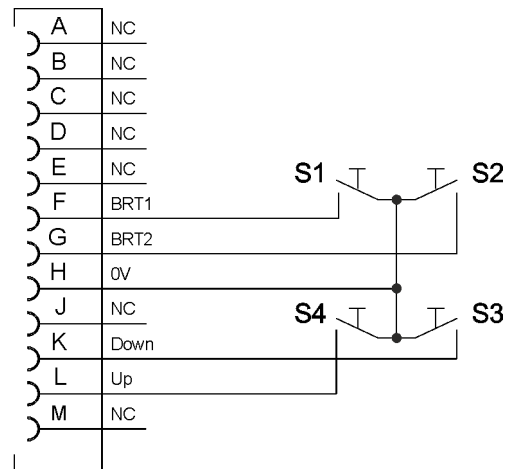 A NC
B NC
C NC
D NC
E NC
S1 S2
F BRT1
G BRT2
H 0V
J NC
S4 S3
K Down
L Up
M NC